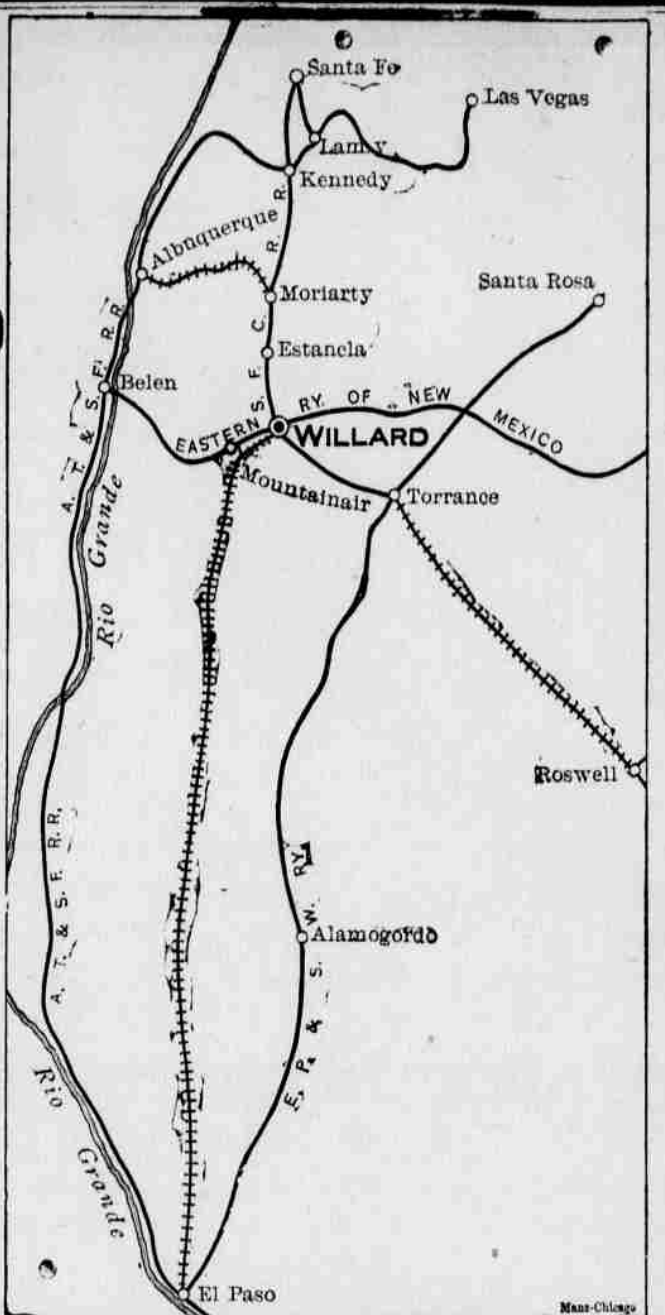 Santa Fe
Las Vegas
Lamy
Kennedy
Albuquerque
Moriarty
Santa Rosa
Estancia
Belen
EASTERN RY. OF NEW MEXICO
WILLARD
Mountainair
Torrance
S. F. C. R. R.
A. T. & S. F. R. R.
Rio Grande
Roswell
A. T. & S. F. R. R.
Alamogordo
E. P. & S. W. RY.
Rio Grande
El Paso
Manz-Chicago